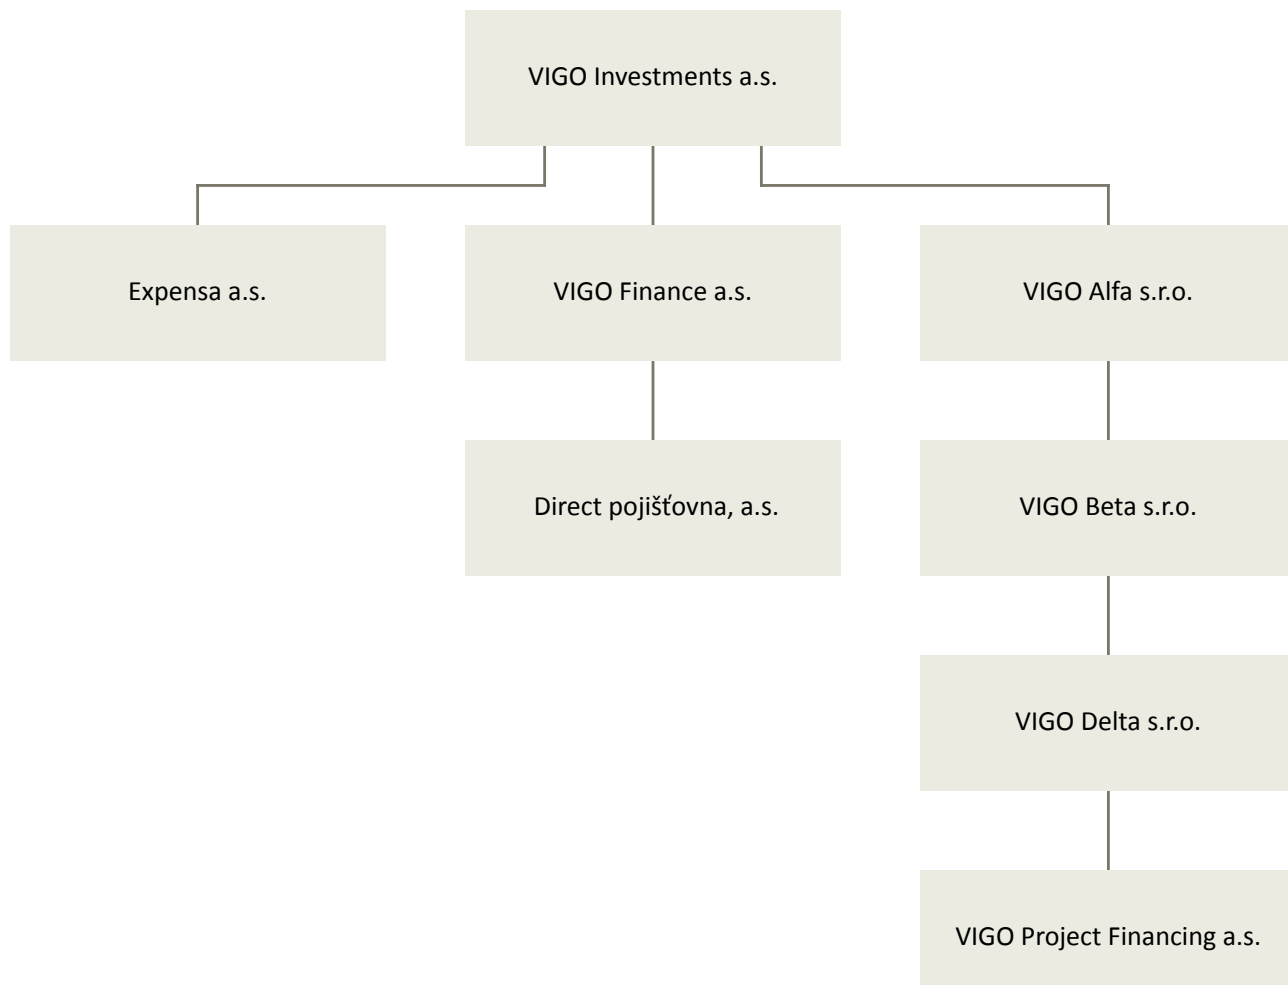 VIGO Investments a.s.
Expensa a.s.
VIGO Finance a.s.
VIGO Alfa s.r.o.
Direct pojišťovna, a.s.
VIGO Beta s.r.o.
VIGO Delta s.r.o.
VIGO Project Financing a.s.